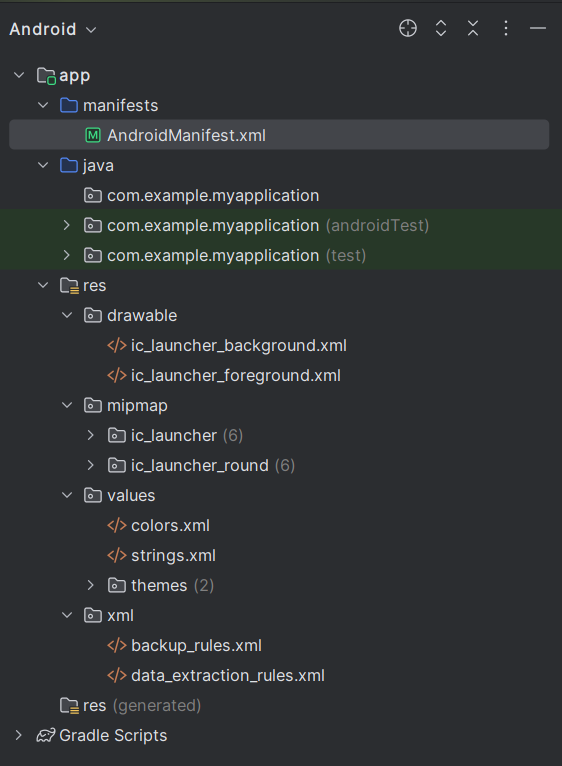 Android
app
manifests
AndroidManifest.xml
java
com.example.myapplication
com.example.myapplication (androidTest)
com.example.myapplication (test)
res
drawable
ic_launcher_background.xml
ic_launcher_foreground.xml
mipmap
ic_launcher (6)
ic_launcher_round (6)
values
colors.xml
strings.xml
themes (2)
xml
backup_rules.xml
data_extraction_rules.xml
res (generated)
Gradle Scripts